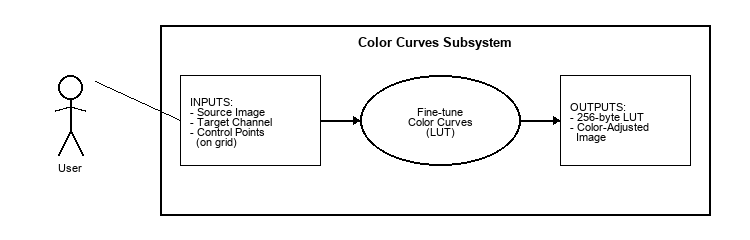 Color Curves Subsystem
INPUTS:
- Source Image
- Target Channel
- Control Points
(on grid)
Fine-tune
Color Curves
(LUT)
OUTPUTS:
- 256-byte LUT
- Color-Adjusted
Image
User